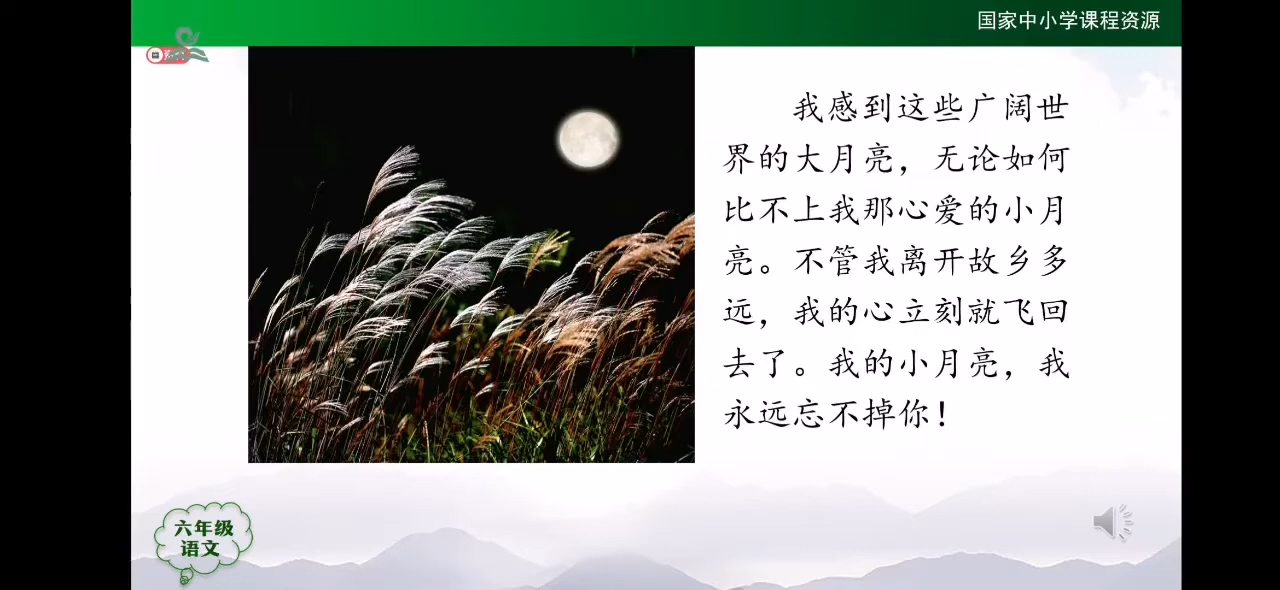 国家中小学课程资源
我感到这些广阔世
界的大月亮，无论如何
比不上我那心爱的小月
亮。不管我离开故乡多
远，我的心立刻就飞回
去了。我的小月亮，我
永远忘不掉你！
六年级
语文